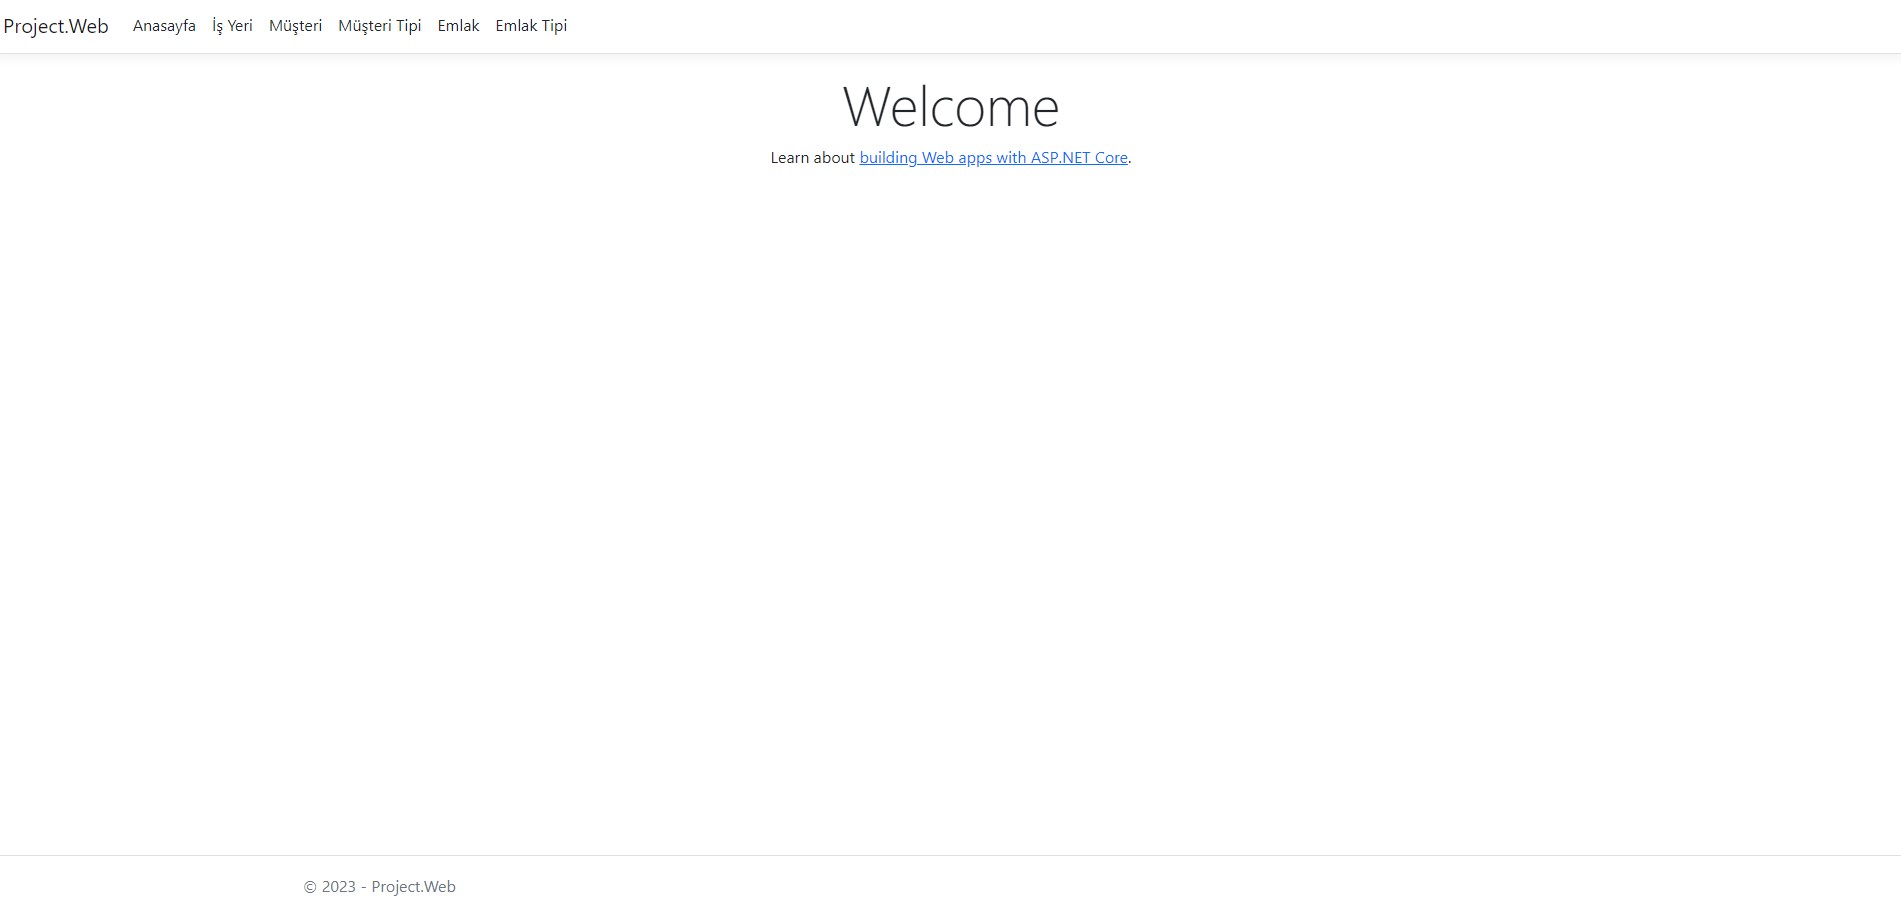 Project.Web Anasayfa İş Yeri Müşteri Müşteri Tipi Emlak Emlak Tipi
Welcome
Learn about building Web apps with ASP.NET Core.
© 2023 - Project.Web